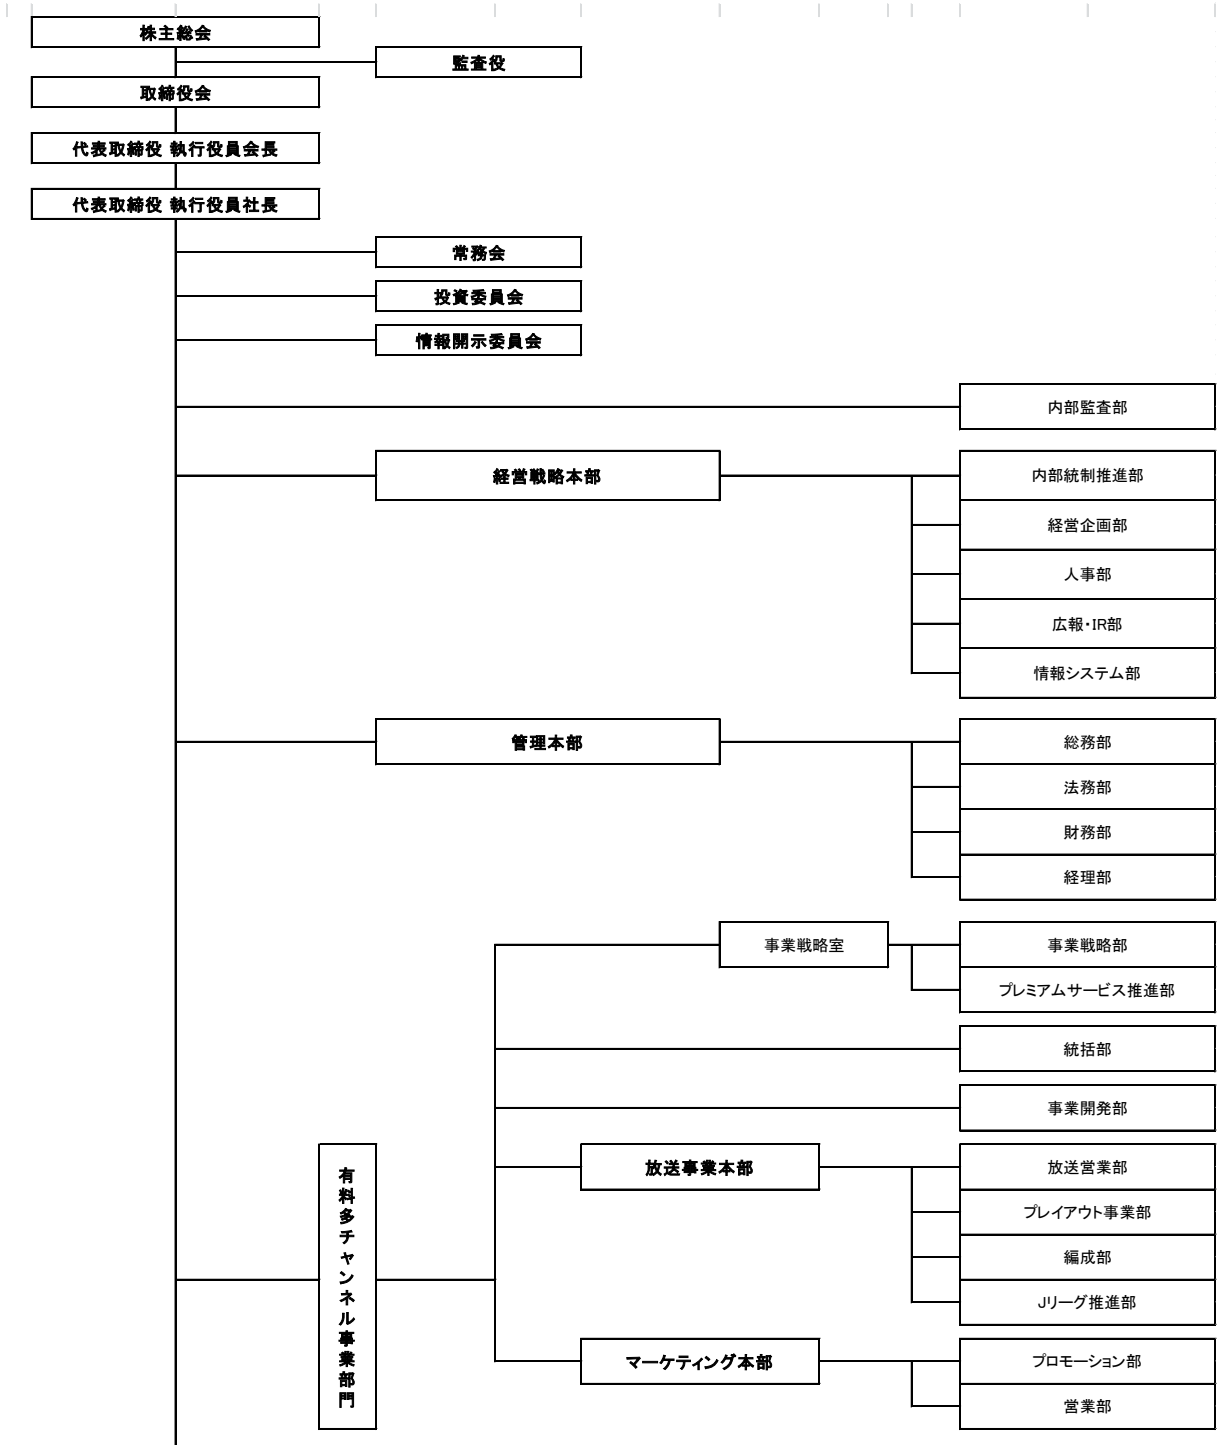 株主総会
監査役
取締役会
代表取締役 執行役員会長
代表取締役 執行役員社長
常務会
投資委員会
情報開示委員会
内部監査部
経営戦略本部
内部統制推進部
経営企画部
人事部
広報・IR部
情報システム部
管理本部
総務部
法務部
財務部
経理部
事業戦略室
事業戦略部
プレミアムサービス推進部
統括部
事業開発部
有料多チャンネル事業部門
放送事業本部
放送営業部
プレイアウト事業部
編成部
Jリーグ推進部
マーケティング本部
プロモーション部
営業部